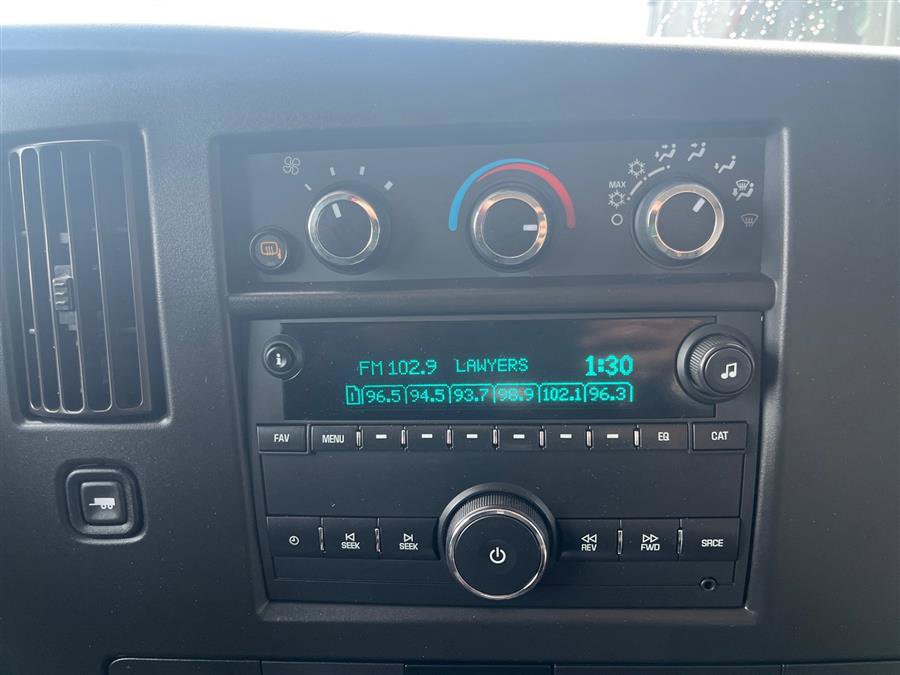 MAX
i
FM 102.9 LAWYERS 1:30
1 96.5 94.5 93.7 98.9 102.1 96.3
FAV MENU EQ CAT
SEEK SEEK REV FWD SRCE